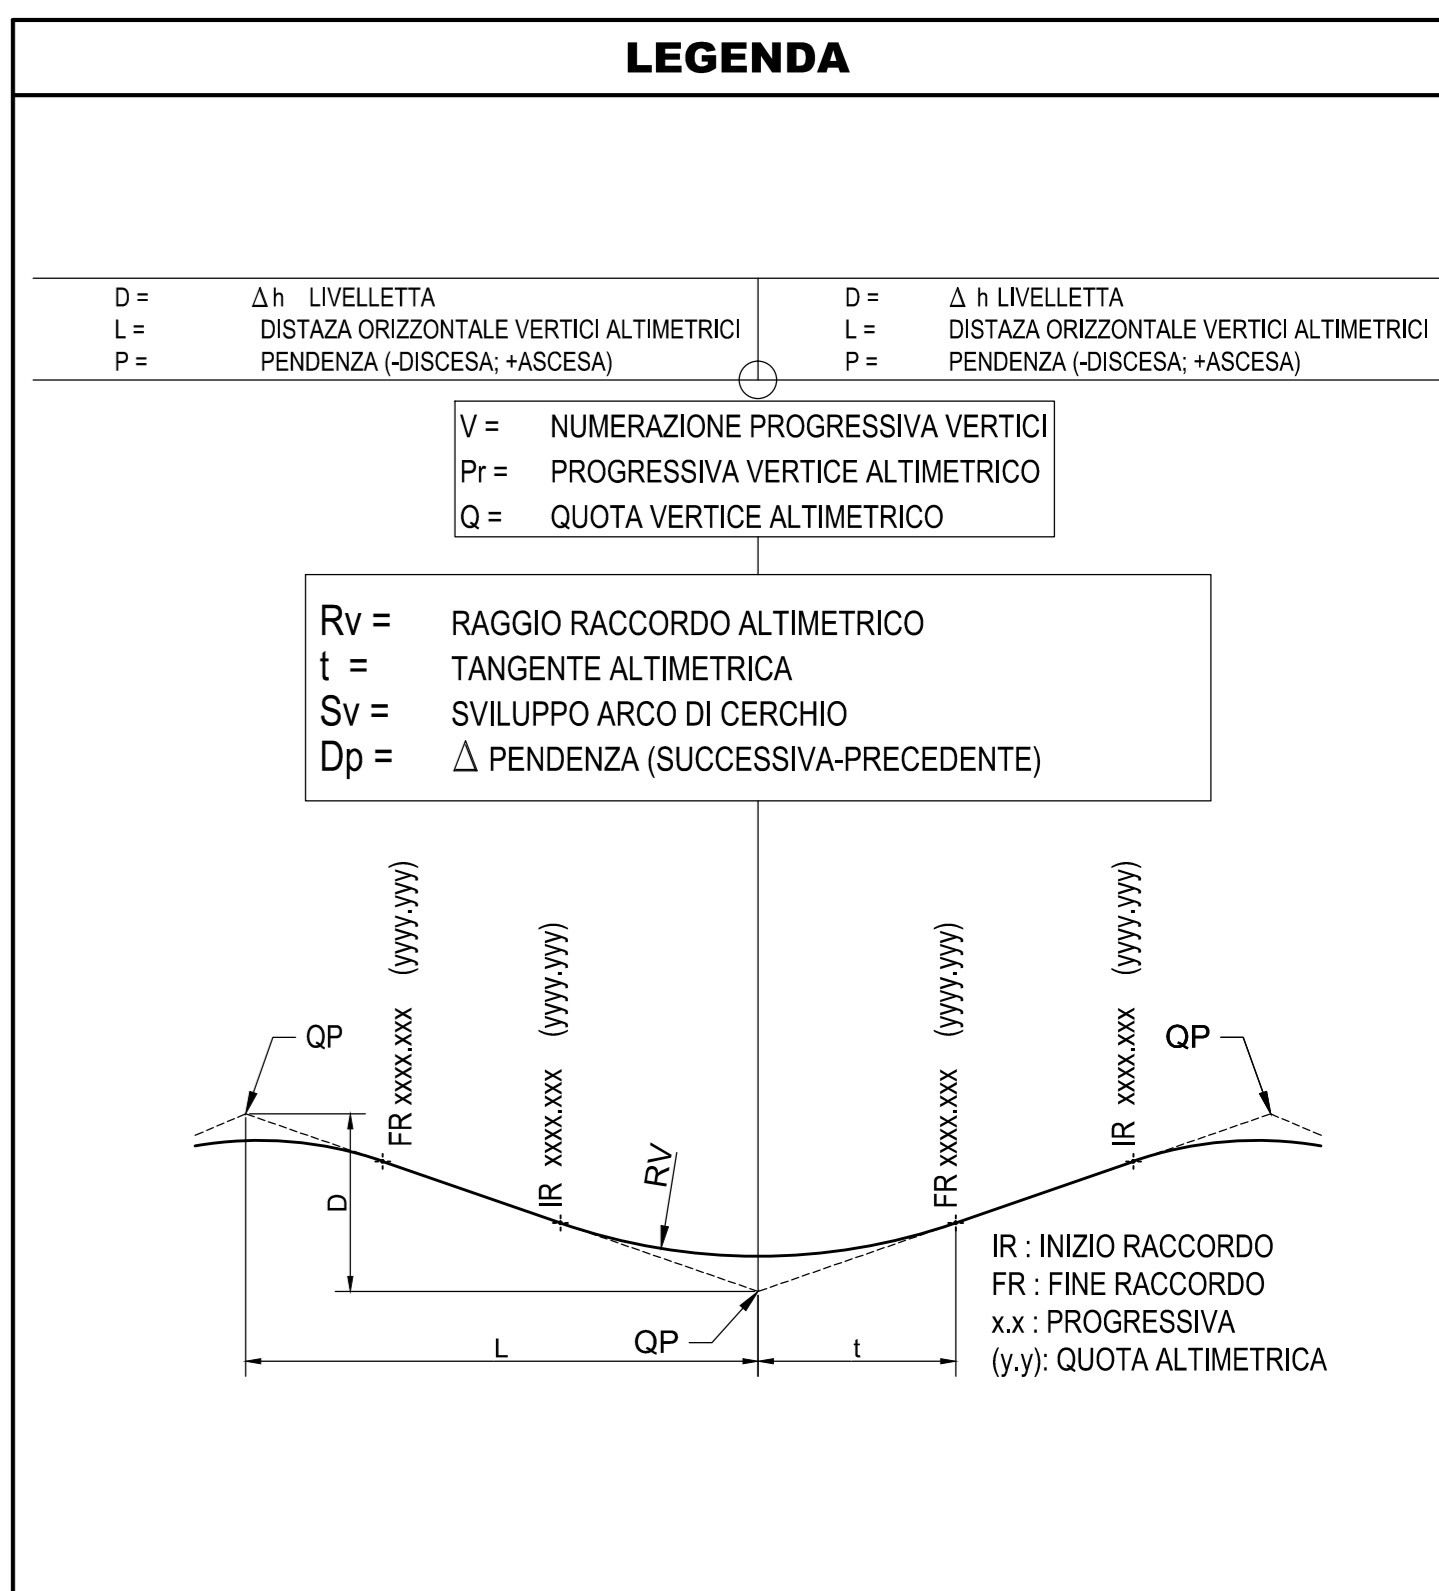 LEGENDA
D = Δ h LIVELLETTA
L = DISTAZA ORIZZONTALE VERTICI ALTIMETRICI
P = PENDENZA (-DISCESA; +ASCESA)
D = Δ h LIVELLETTA
L = DISTAZA ORIZZONTALE VERTICI ALTIMETRICI
P = PENDENZA (-DISCESA; +ASCESA)
V = NUMERAZIONE PROGRESSIVA VERTICI
Pr = PROGRESSIVA VERTICE ALTIMETRICO
Q = QUOTA VERTICE ALTIMETRICO
Rv = RAGGIO RACCORDO ALTIMETRICO
t = TANGENTE ALTIMETRICA
Sv = SVILUPPO ARCO DI CERCHIO
Dp = Δ PENDENZA (SUCCESSIVA-PRECEDENTE)
QP
FR xxxx.xxx (yyyy.yyy)
IR xxxx.xxx (yyyy.yyy)
FR xxxx.xxx (yyyy.yyy)
IR xxxx.xxx (yyyy.yyy)
QP
D
RV
QP
L
t
IR : INIZIO RACCORDO
FR : FINE RACCORDO
x.x : PROGRESSIVA
(y.y): QUOTA ALTIMETRICA